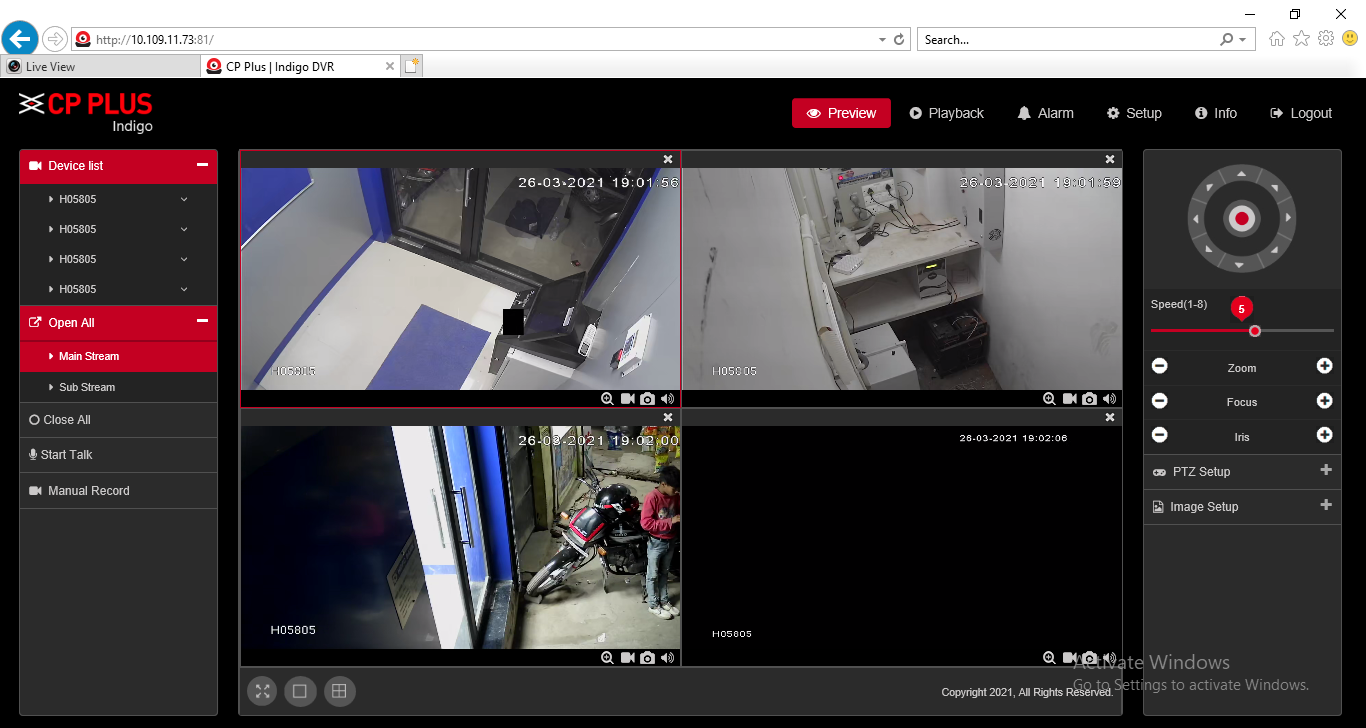 http://10.109.11.73:81/
Search...
Live View
CP Plus | Indigo DVR
CP PLUS
Indigo
Preview
Playback
Alarm
Setup
Info
Logout
Device list
H05805
H05805
H05805
H05805
Open All
Main Stream
Sub Stream
Close All
Start Talk
Manual Record
26-03-2021 19:01:56
H05805
26-03-2021 19:01:59
H05805
26-03-2021 19:02:00
H05805
26-03-2021 19:02:06
H05805
Copyright 2021, All Rights Reserved.
Speed(1-8)
5
Zoom
Focus
Iris
PTZ Setup
Image Setup
Activate Windows
Go to Settings to activate Windows.